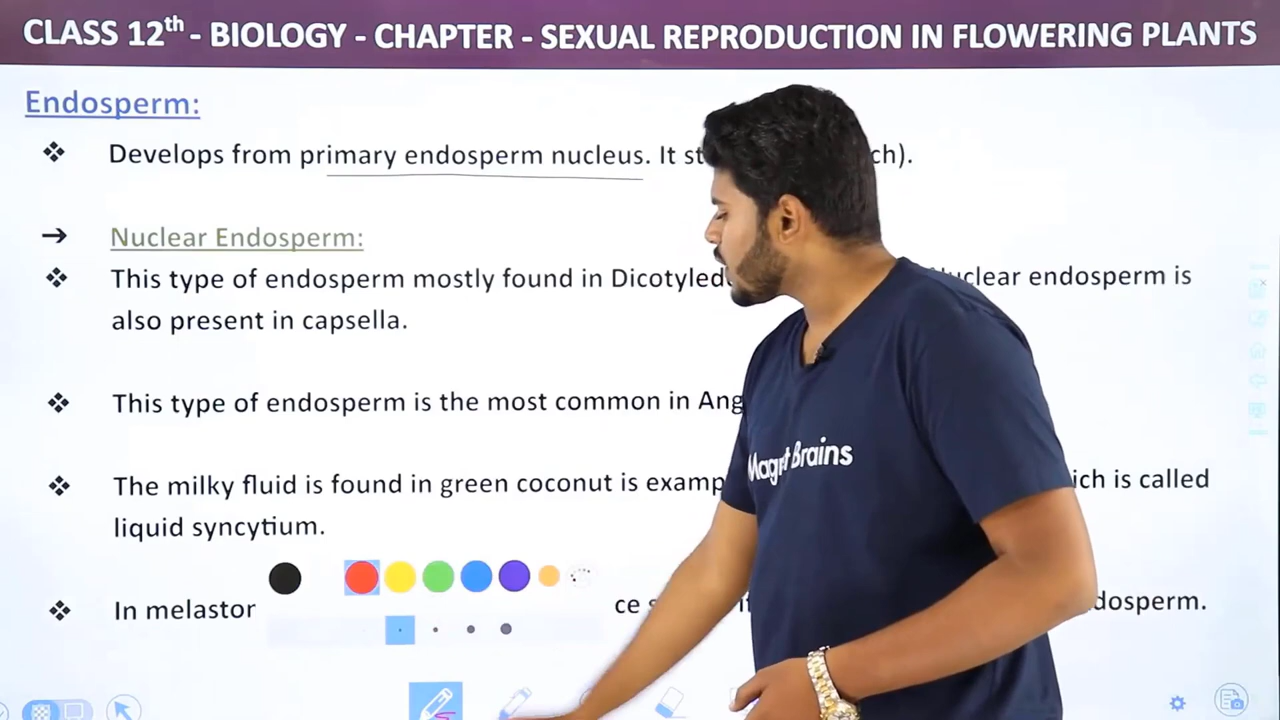 CLASS 12th - BIOLOGY - CHAPTER - SEXUAL REPRODUCTION IN FLOWERING PLANTS
Endosperm:
❖ Develops from primary endosperm nucleus. It st ch).
➔ Nuclear Endosperm:
❖ This type of endosperm mostly found in Dicotyled uclear endosperm is
also present in capsella.
❖ This type of endosperm is the most common in Ang
❖ The milky fluid is found in green coconut is examp ich is called
liquid syncytium.
❖ In melastor ce dosperm.
Magnet Brains